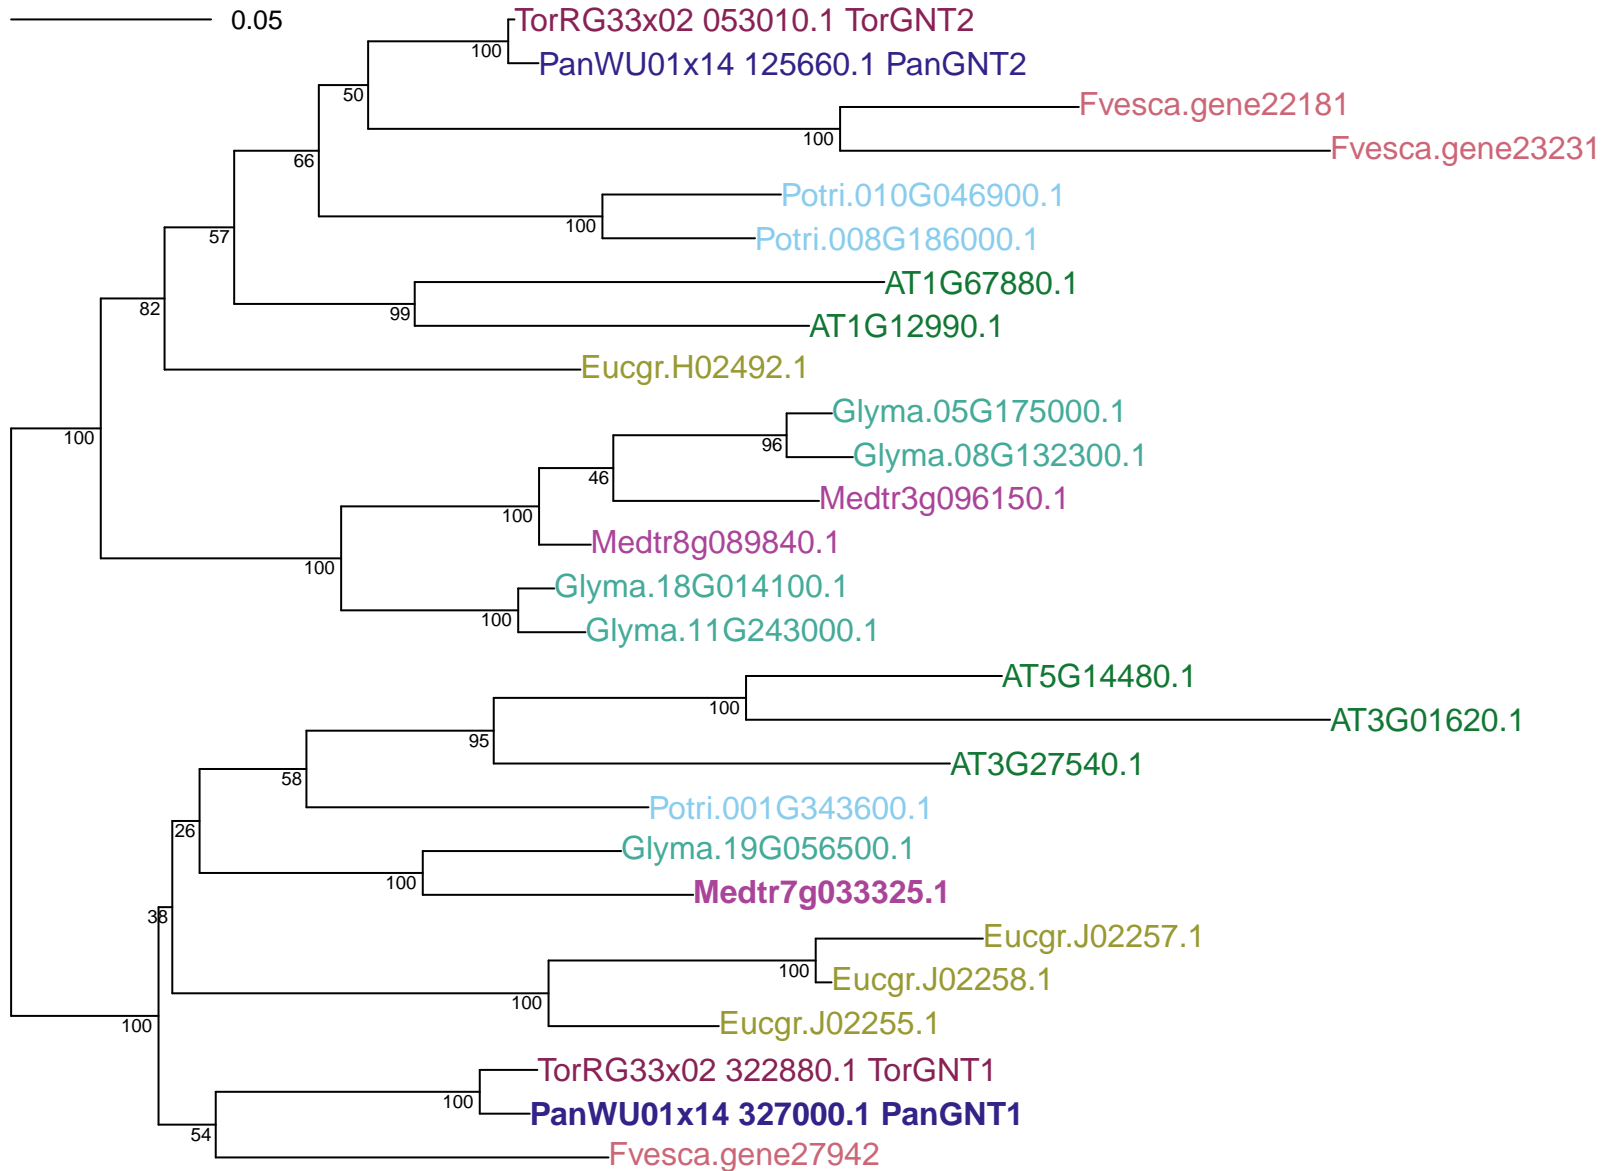 0.05
TorRG33x02 053010.1 TorGNT2
100
PanWU01x14 125660.1 PanGNT2
50
Fvesca.gene22181
100
Fvesca.gene23231
66
Potri.010G046900.1
100
Potri.008G186000.1
57
AT1G67880.1
82
99
AT1G12990.1
Eucgr.H02492.1
Glyma.05G175000.1
100
96
Glyma.08G132300.1
46
Medtr3g096150.1
100
Medtr8g089840.1
100
Glyma.18G014100.1
100
Glyma.11G243000.1
AT5G14480.1
100
AT3G01620.1
95
AT3G27540.1
58
Potri.001G343600.1
26
Glyma.19G056500.1
100
Medtr7g033325.1
38
Eucgr.J02257.1
100
Eucgr.J02258.1
100
Eucgr.J02255.1
100
TorRG33x02 322880.1 TorGNT1
100
PanWU01x14 327000.1 PanGNT1
54
Fvesca.gene27942